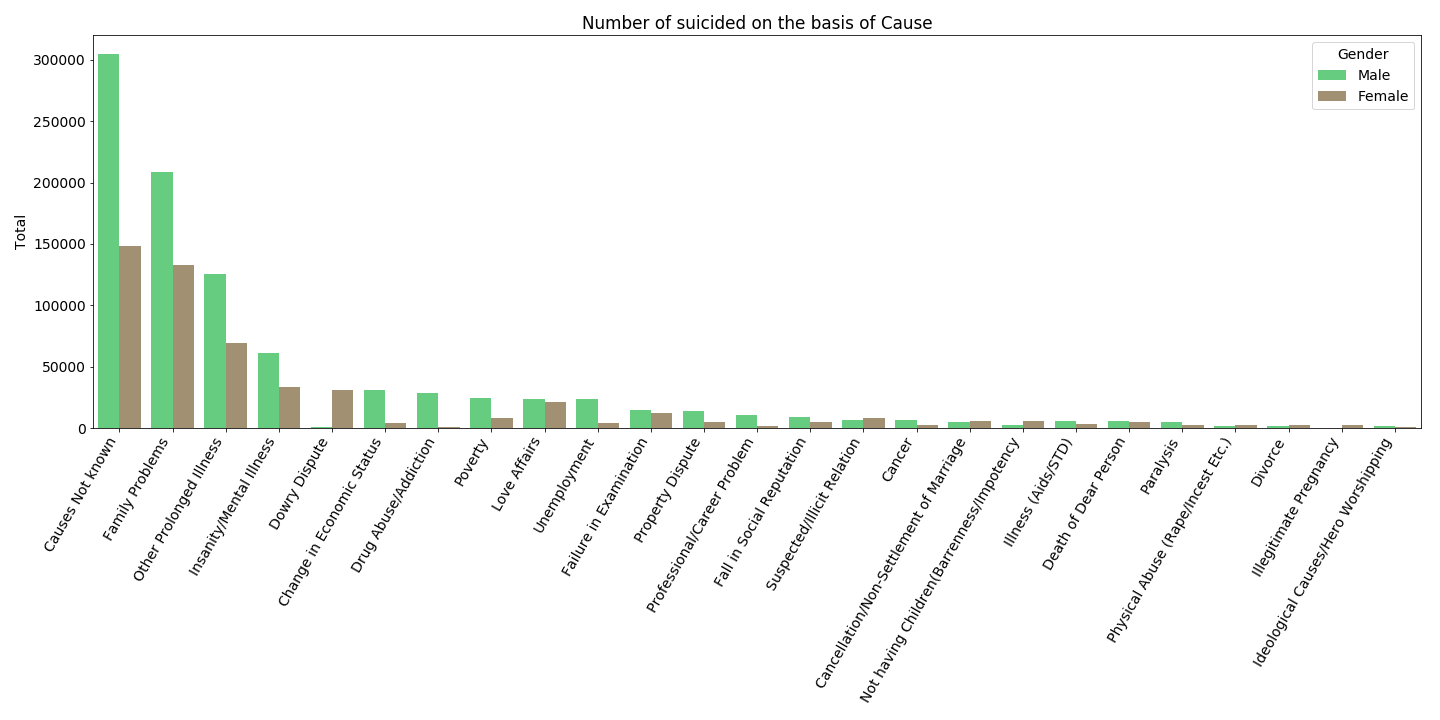 Number of suicided on the basis of Cause
Gender
Male
Female
Total
300000
250000
200000
150000
100000
50000
0
Causes Not known
Family Problems
Other Prolonged Illness
Insanity/Mental Illness
Dowry Dispute
Change in Economic Status
Drug Abuse/Addiction
Poverty
Love Affairs
Unemployment
Failure in Examination
Property Dispute
Professional/Career Problem
Fall in Social Reputation
Suspected/Illicit Relation
Cancer
Cancellation/Non-Settlement of Marriage
Not having Children(Barrenness/Impotency
Illness (Aids/STD)
Death of Dear Person
Paralysis
Physical Abuse (Rape/Incest Etc.)
Divorce
Illegitimate Pregnancy
Ideological Causes/Hero Worshipping